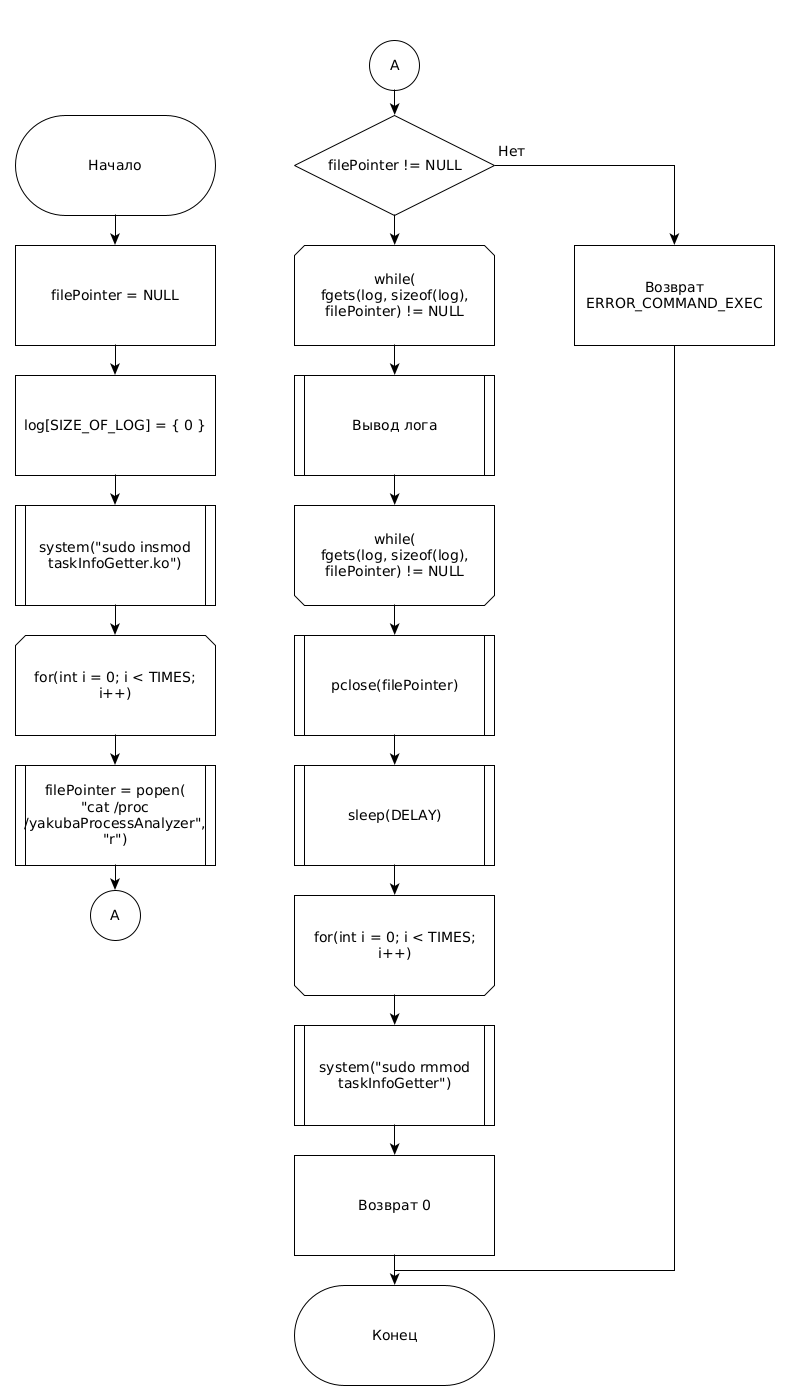 Начало
filePointer = NULL
log[SIZE_OF_LOG] = { 0 }
system("sudo insmod
taskInfoGetter.ko")
for(int i = 0; i < TIMES;
i++)
filePointer = popen(
"cat /proc
/yakubaProcessAnalyzer",
"r")
A
A
filePointer != NULL
Нет
while(
fgets(log, sizeof(log),
filePointer) != NULL
Возврат
ERROR_COMMAND_EXEC
Вывод лога
while(
fgets(log, sizeof(log),
filePointer) != NULL
pclose(filePointer)
sleep(DELAY)
for(int i = 0; i < TIMES;
i++)
system("sudo rmmod
taskInfoGetter")
Возврат 0
Конец